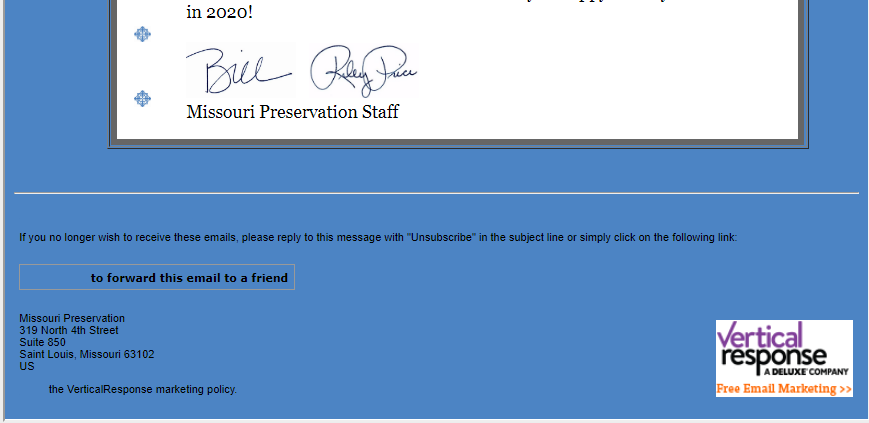 in 2020!
Bill Riley Price
Missouri Preservation Staff
If you no longer wish to receive these emails, please reply to this message with "Unsubscribe" in the subject line or simply click on the following link:
to forward this email to a friend
Missouri Preservation
319 North 4th Street
Suite 850
Saint Louis, Missouri 63102
US
the VerticalResponse marketing policy.
vertical
response
A DELUXE COMPANY
Free Email Marketing >>